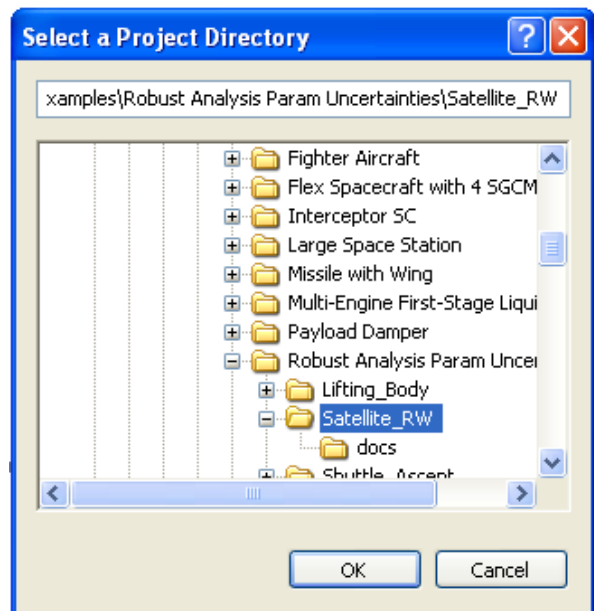 Select a Project Directory
xamples\Robust Analysis Param Uncertainties\Satellite_RW
Fighter Aircraft
Flex Spacecraft with 4 SGCM
Interceptor SC
Large Space Station
Missile with Wing
Multi-Engine First-Stage Liqui
Payload Damper
Robust Analysis Param Uncer
Lifting_Body
Satellite_RW
docs
Shuttle_Ascent
OK Cancel